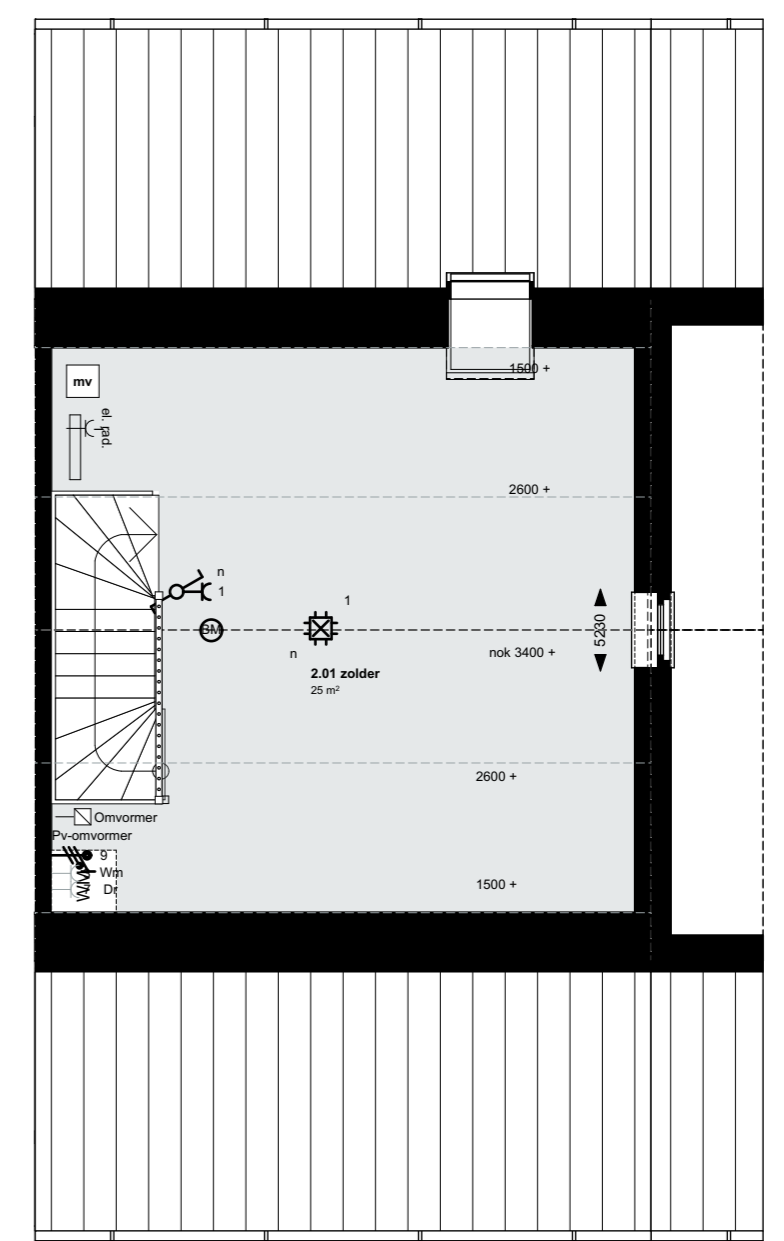 1500 +
mv
el. rad.
2600 +
n
1
1
BM
5230
n
nok 3400 +
2.01 zolder
25 m²
2600 +
Omvormer
Pv-omvormer
9
Wm
Dr
1500 +